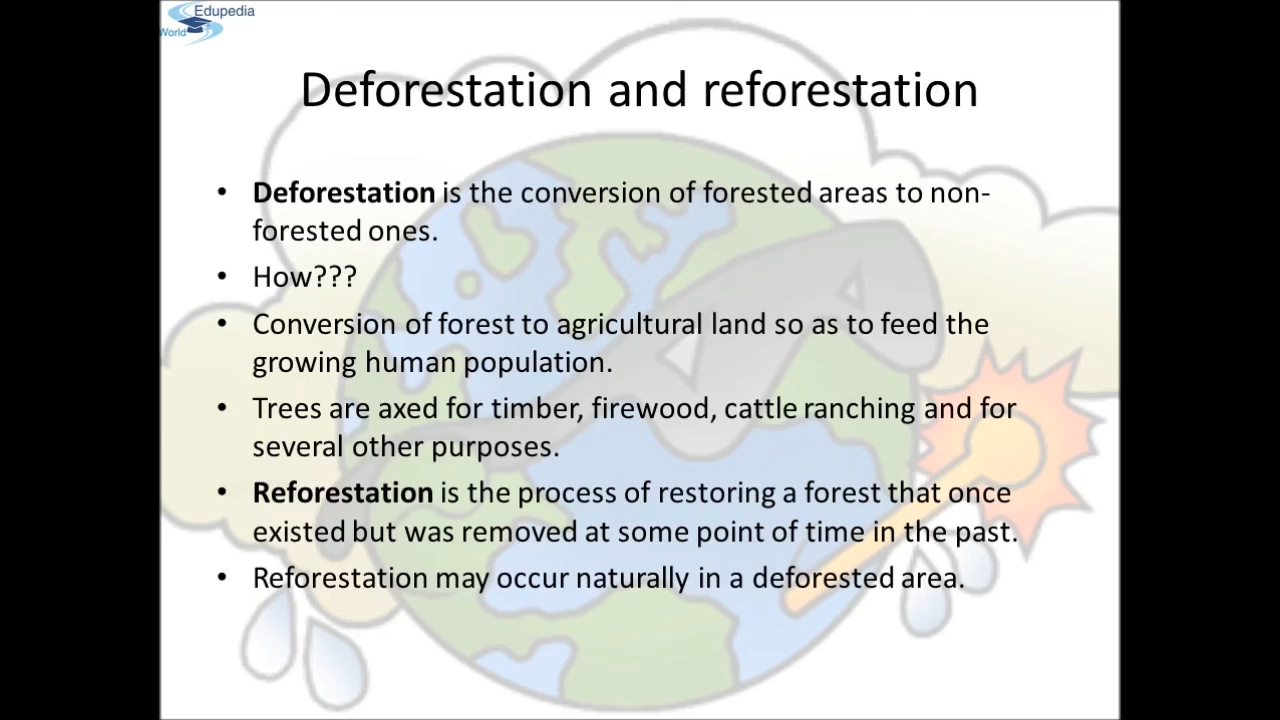 Edupedia
World
Deforestation and reforestation
• Deforestation is the conversion of forested areas to non-
forested ones.
• How???
• Conversion of forest to agricultural land so as to feed the
growing human population.
• Trees are axed for timber, firewood, cattle ranching and for
several other purposes.
• Reforestation is the process of restoring a forest that once
existed but was removed at some point of time in the past.
• Reforestation may occur naturally in a deforested area.